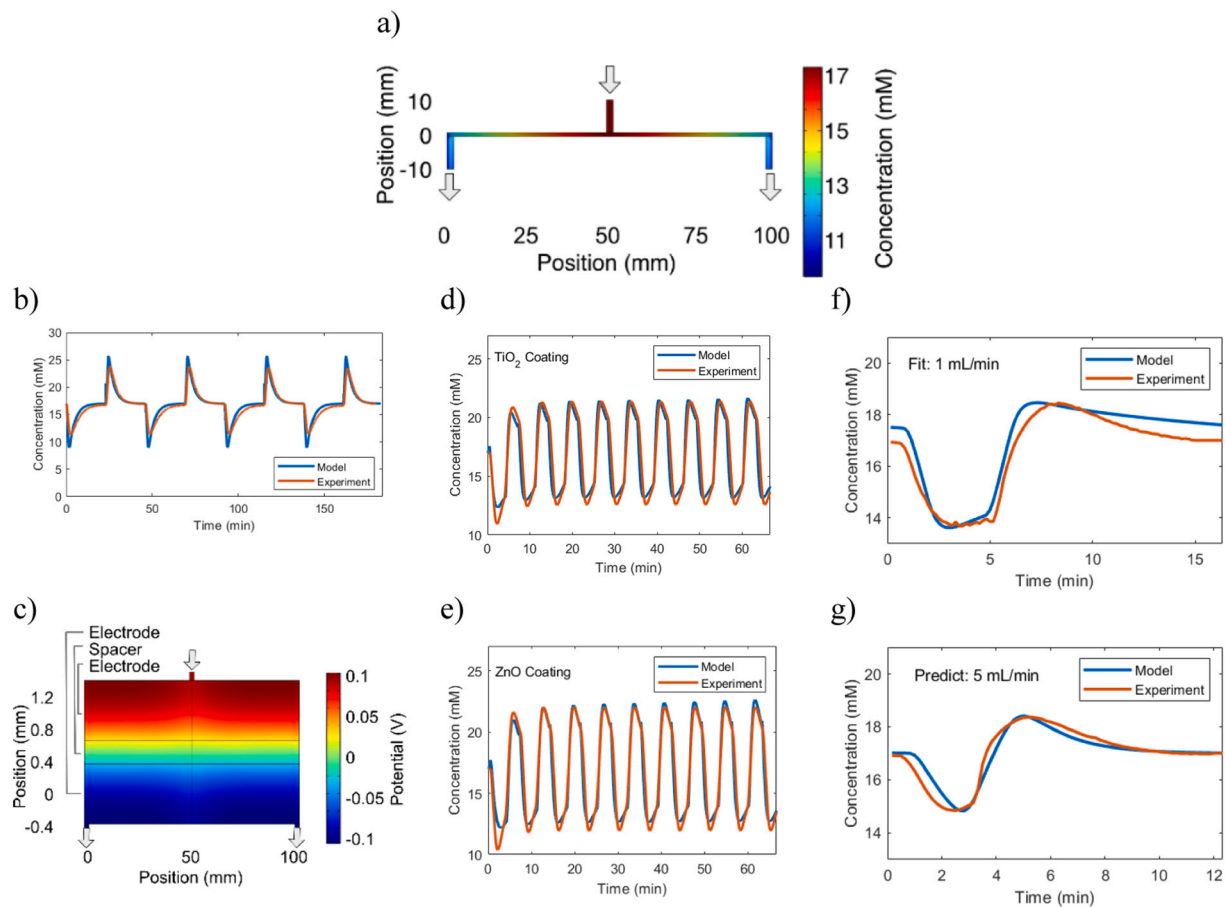 a)
Position (mm)
10
0
-10
0 25 50 75 100
Position (mm)
17
15
13
11
Concentration (mM)
b)
Concentration (mM)
30
25
20
15
10
5
0
Model
Experiment
0 50 100 150
Time (min)
c)
Electrode
Spacer
Electrode
Position (mm)
1.2
0.8
0.4
0
-0.4
0 50 100
Position (mm)
0.1
0.05
0
-0.05
-0.1
Potential (V)
d)
Concentration (mM)
25
20
15
10
TiO2 Coating
Model
Experiment
0 10 20 30 40 50 60
Time (min)
e)
Concentration (mM)
25
20
15
10
ZnO Coating
Model
Experiment
0 10 20 30 40 50 60
Time (min)
f)
Concentration (mM)
20
18
16
14
Fit: 1 mL/min
Model
Experiment
0 5 10 15
Time (min)
g)
Concentration (mM)
20
18
16
14
Predict: 5 mL/min
Model
Experiment
0 2 4 6 8 10 12
Time (min)